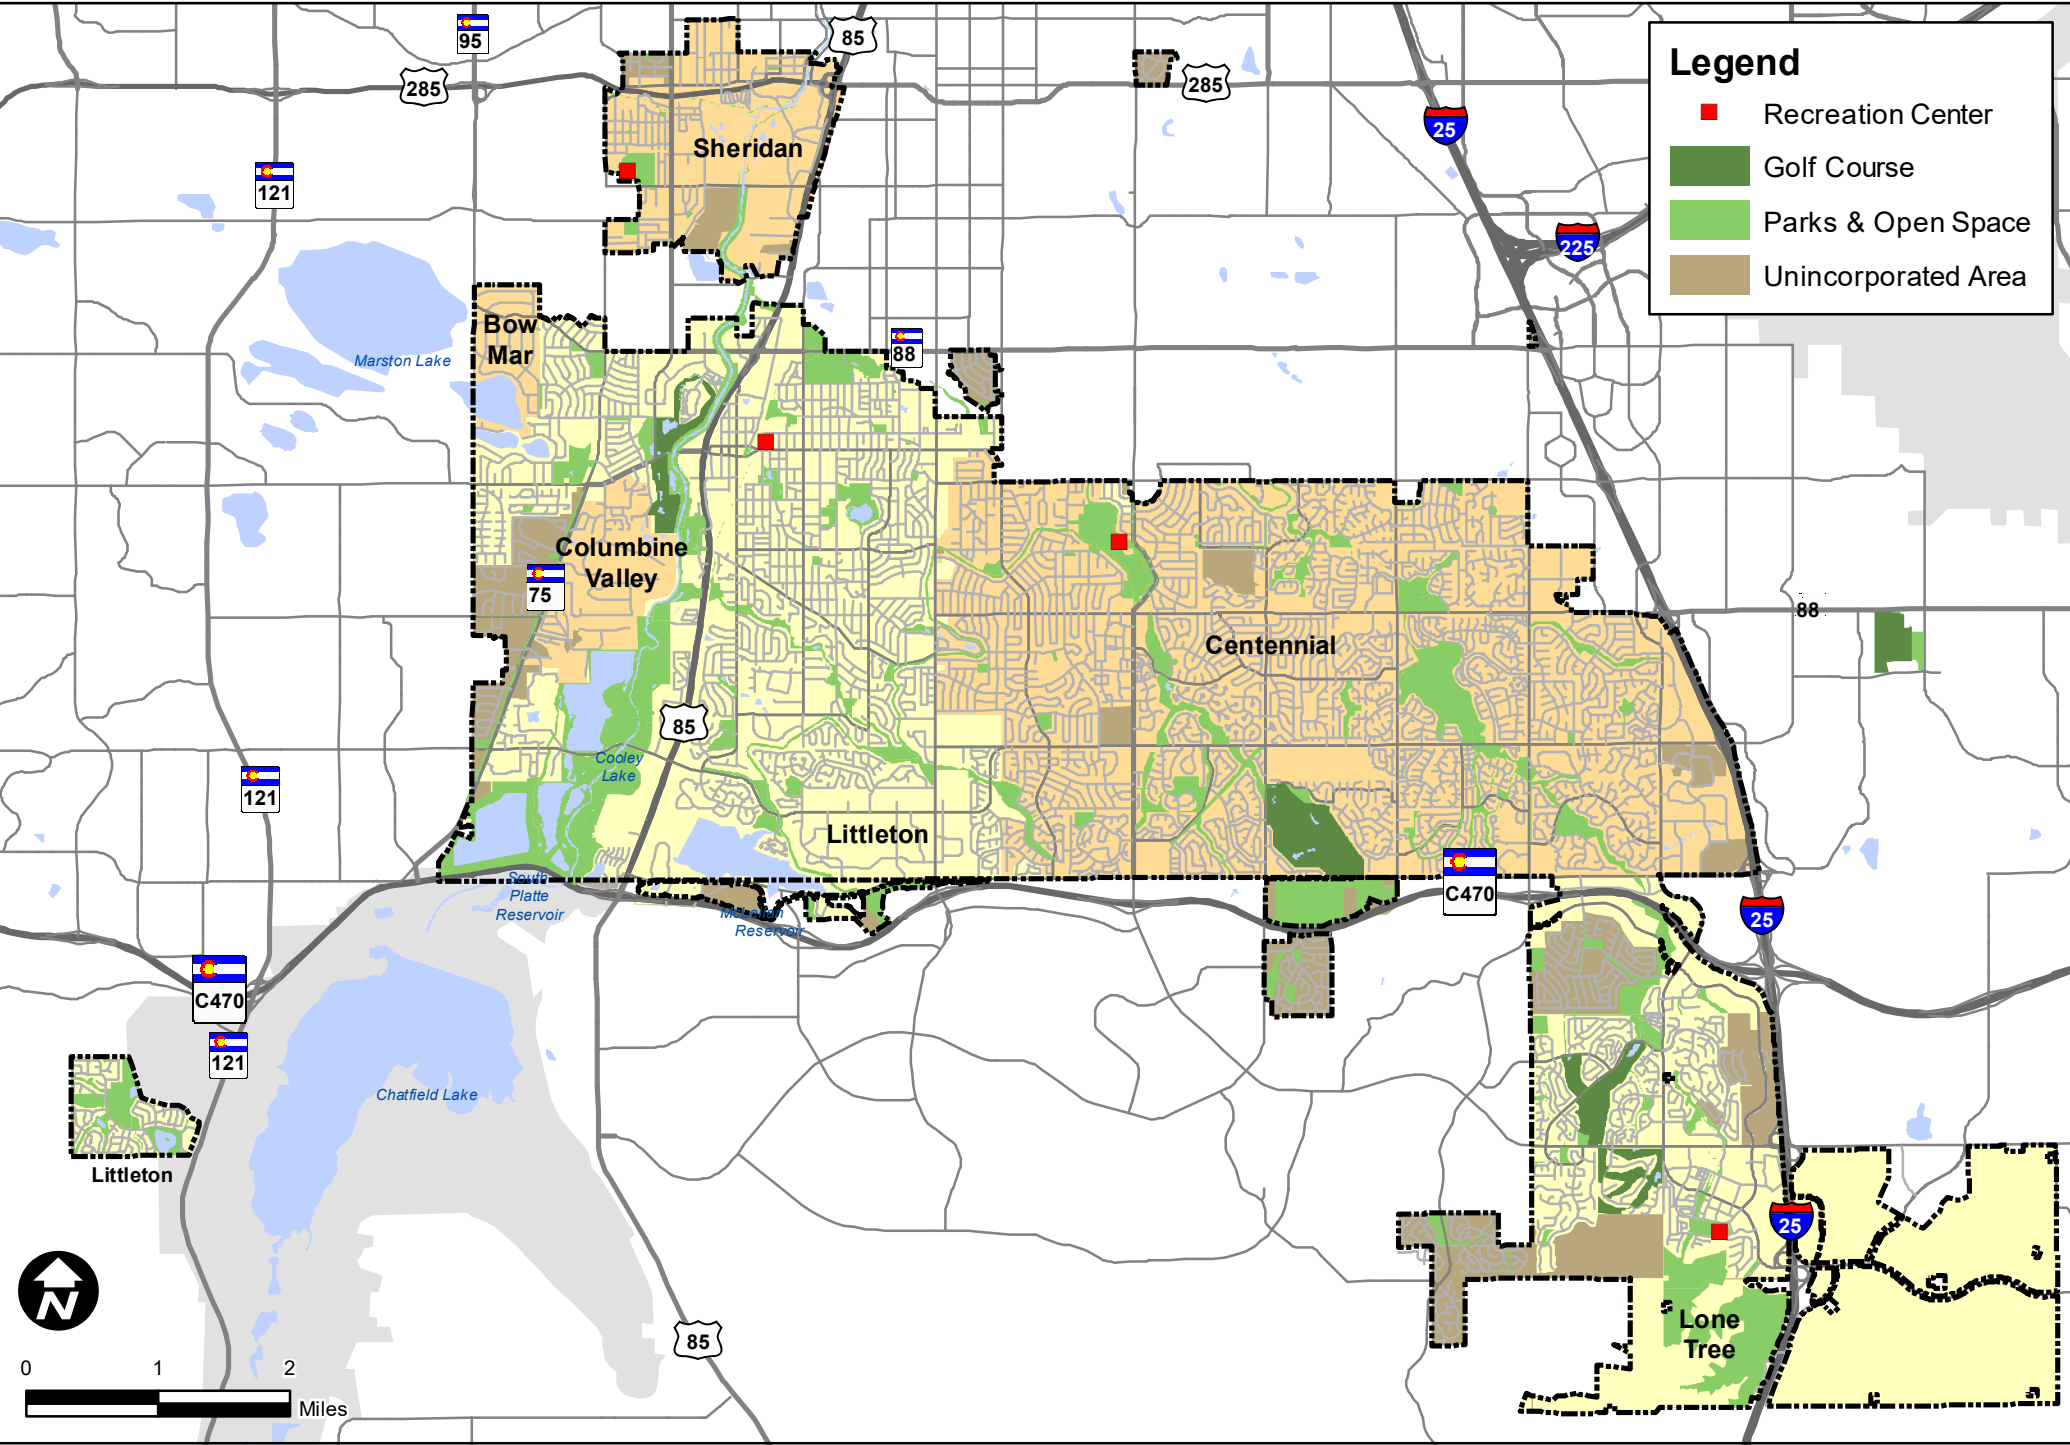 95
85
285
285
Legend
Recreation Center
Golf Course
Parks & Open Space
Unincorporated Area
25
Sheridan
121
225
Bow
Mar
88
Marston Lake
Columbine
Valley
75
88
Centennial
85
Cooley
Lake
121
Littleton
South
Platte
Reservoir
C470
McLellan
Reservoir
25
C470
121
Chatfield Lake
Littleton
25
N
Lone
Tree
85
0 1 2
Miles